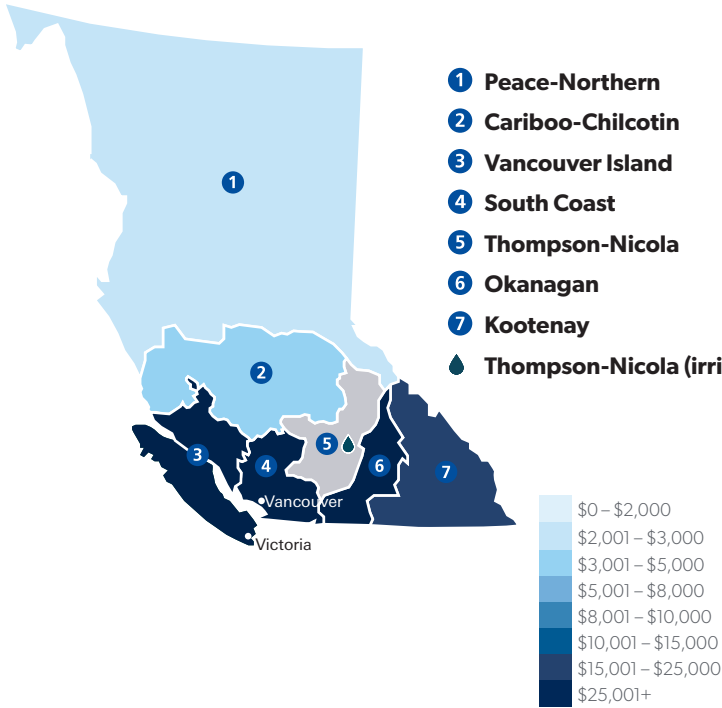 1 Peace-Northern
2 Cariboo-Chilcotin
3 Vancouver Island
4 South Coast
5 Thompson-Nicola
6 Okanagan
7 Kootenay
Thompson-Nicola (irri
1
2
3
4
5
6
7
Vancouver
Victoria
$0 – $2,000
$2,001 – $3,000
$3,001 – $5,000
$5,001 – $8,000
$8,001 – $10,000
$10,001 – $15,000
$15,001 – $25,000
$25,001+